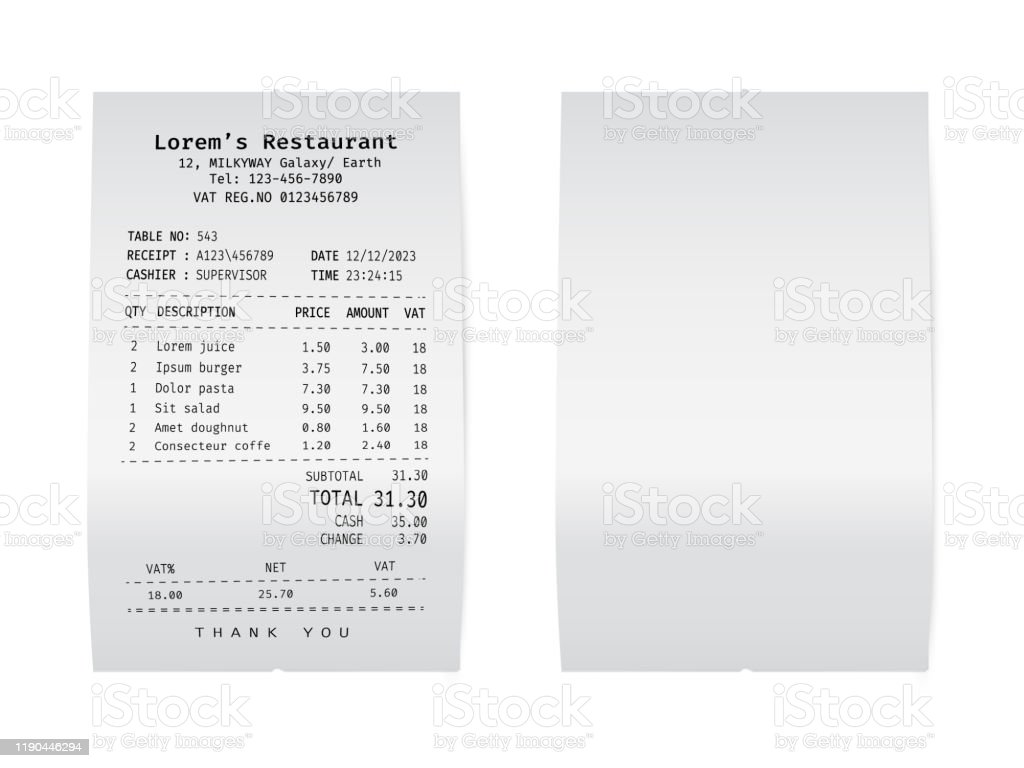 Lorem's Restaurant
12, MILKYWAY Galaxy/ Earth
Tel: 123-456-7890
VAT REG.NO 0123456789
TABLE NO: 543
RECEIPT : A123\456789 DATE 12/12/2023
CASHIER : SUPERVISOR TIME 23:24:15
QTY DESCRIPTION PRICE AMOUNT VAT
2 Lorem juice 1.50 3.00 18
2 Ipsum burger 3.75 7.50 18
1 Dolor pasta 7.30 7.30 18
1 Sit salad 9.50 9.50 18
2 Amet doughnut 0.80 1.60 18
2 Consecteur coffe 1.20 2.40 18
SUBTOTAL 31.30
TOTAL 31.30
CASH 35.00
CHANGE 3.70
VAT% NET VAT
18.00 25.70 5.60
THANK YOU
iStock
by Getty Images™
1190446294